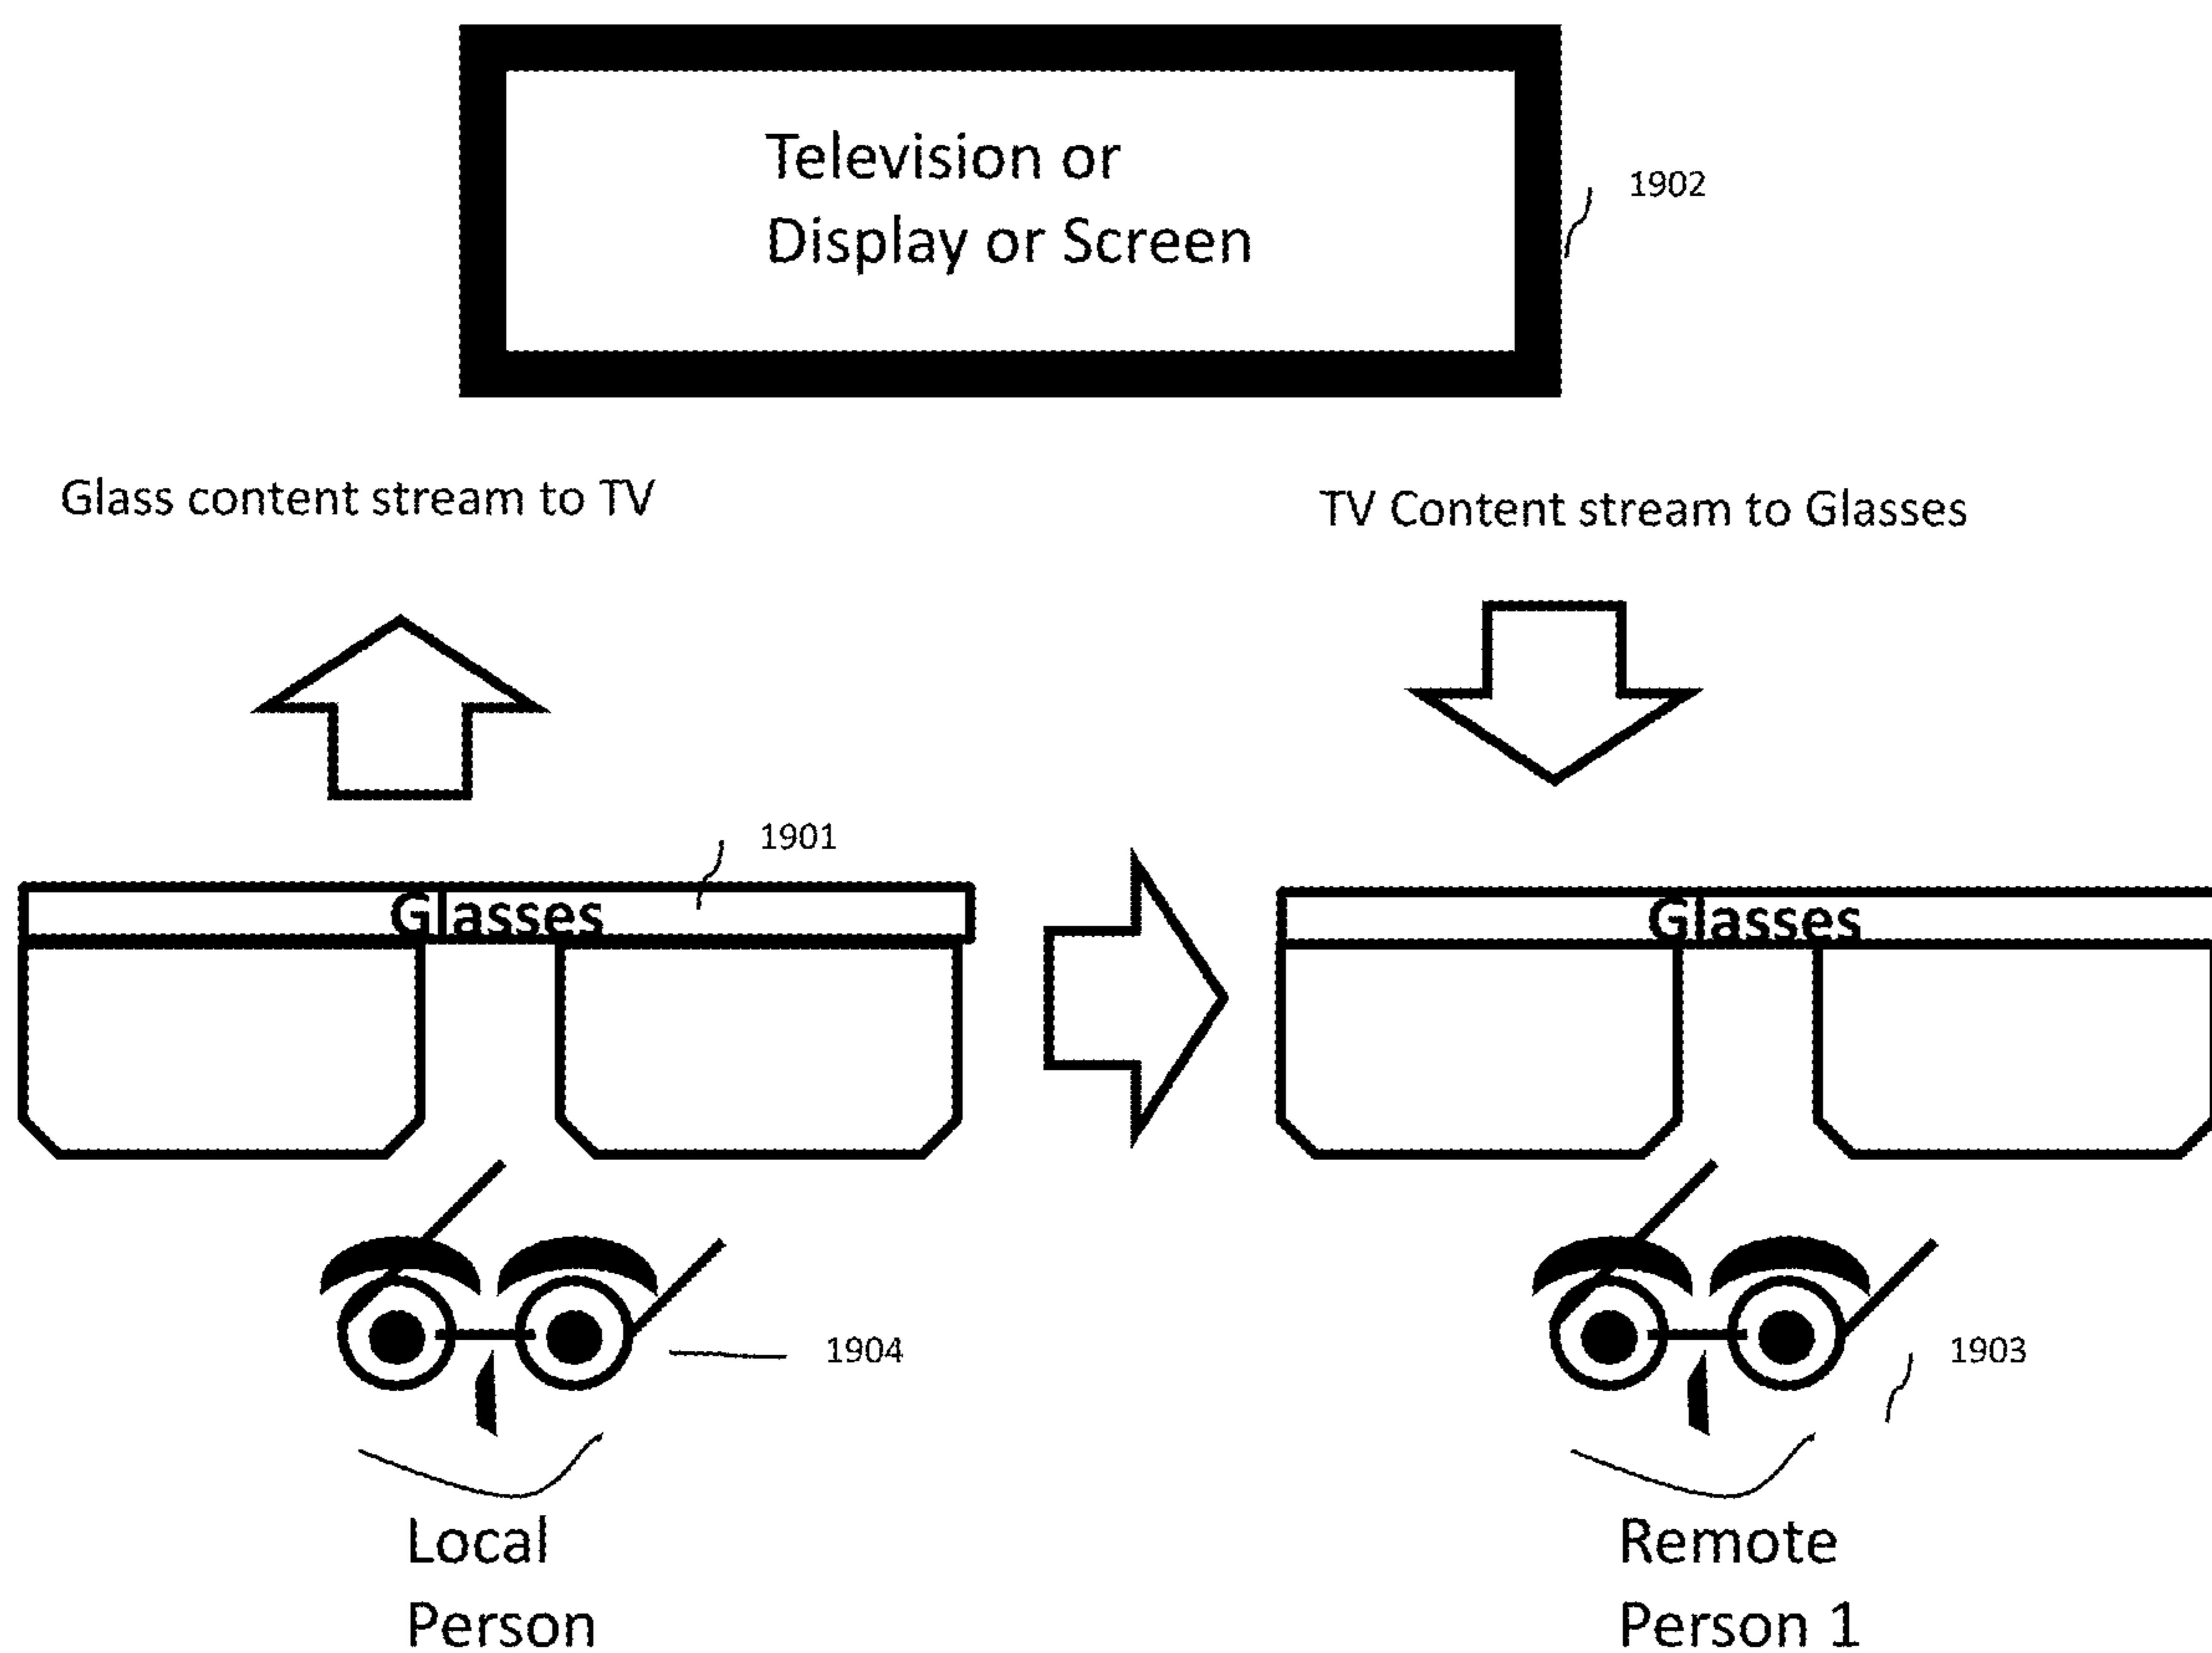 Television or
Display or Screen
1902
Glass content stream to TV
TV Content stream to Glasses
1901
Glasses
Glasses
1904
1903
Local
Person
Remote
Person 1